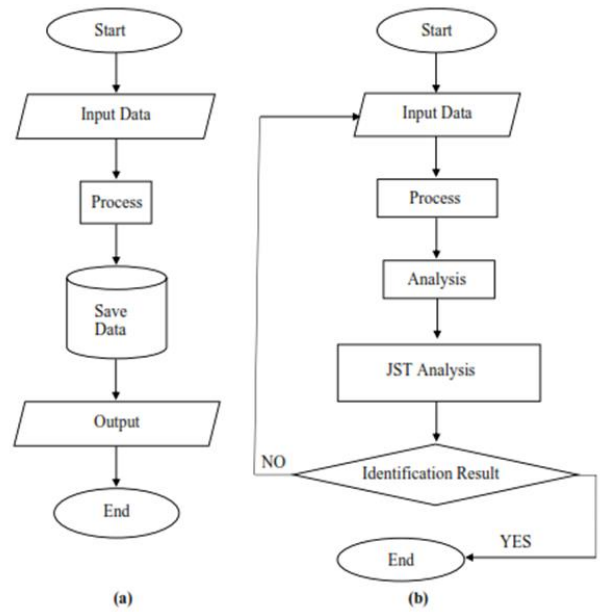 Start
Input Data
Process
Save
Data
Output
End
(a)
Start
Input Data
Process
Analysis
JST Analysis
Identification Result
NO
YES
End
(b)